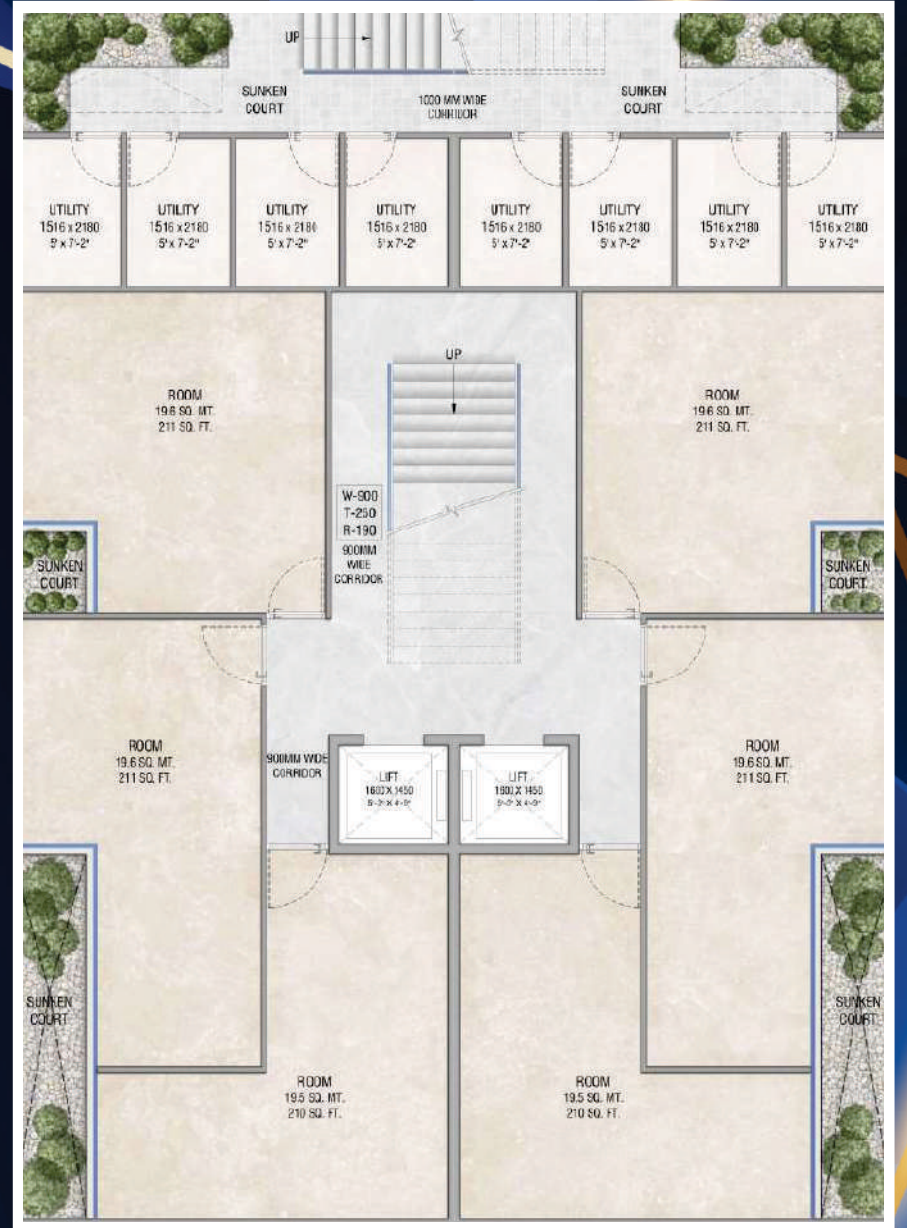 UP
SUNKEN
COURT
1000 MM WIDE
CORRIDOR
SUNKEN
COURT
UTILITY
1516 x 2180
5' x 7'-2"
UTILITY
1516 x 2180
5' x 7'-2"
UTILITY
1516 x 2180
5' x 7'-2"
UTILITY
1516 x 2180
5' x 7'-2"
UTILITY
1516 x 2180
5' x 7'-2"
UTILITY
1516 x 2180
5' x 7'-2"
UTILITY
1516 x 2180
5' x 7'-2"
UTILITY
1516 x 2180
5' x 7'-2"
UP
ROOM
19.6 SQ. MT.
211 SQ. FT.
ROOM
19.6 SQ. MT.
211 SQ. FT.
W-900
T-250
R-190
900MM
WIDE
CORRIDOR
SUNKEN
COURT
SUNKEN
COURT
ROOM
19.6 SQ. MT.
211 SQ. FT.
900MM WIDE
CORRIDOR
LIFT
1600 X 1450
LIFT
1600 X 1450
ROOM
19.6 SQ. MT.
211 SQ. FT.
SUNKEN
COURT
SUNKEN
COURT
ROOM
19.5 SQ. MT.
210 SQ. FT.
ROOM
19.5 SQ. MT.
210 SQ. FT.